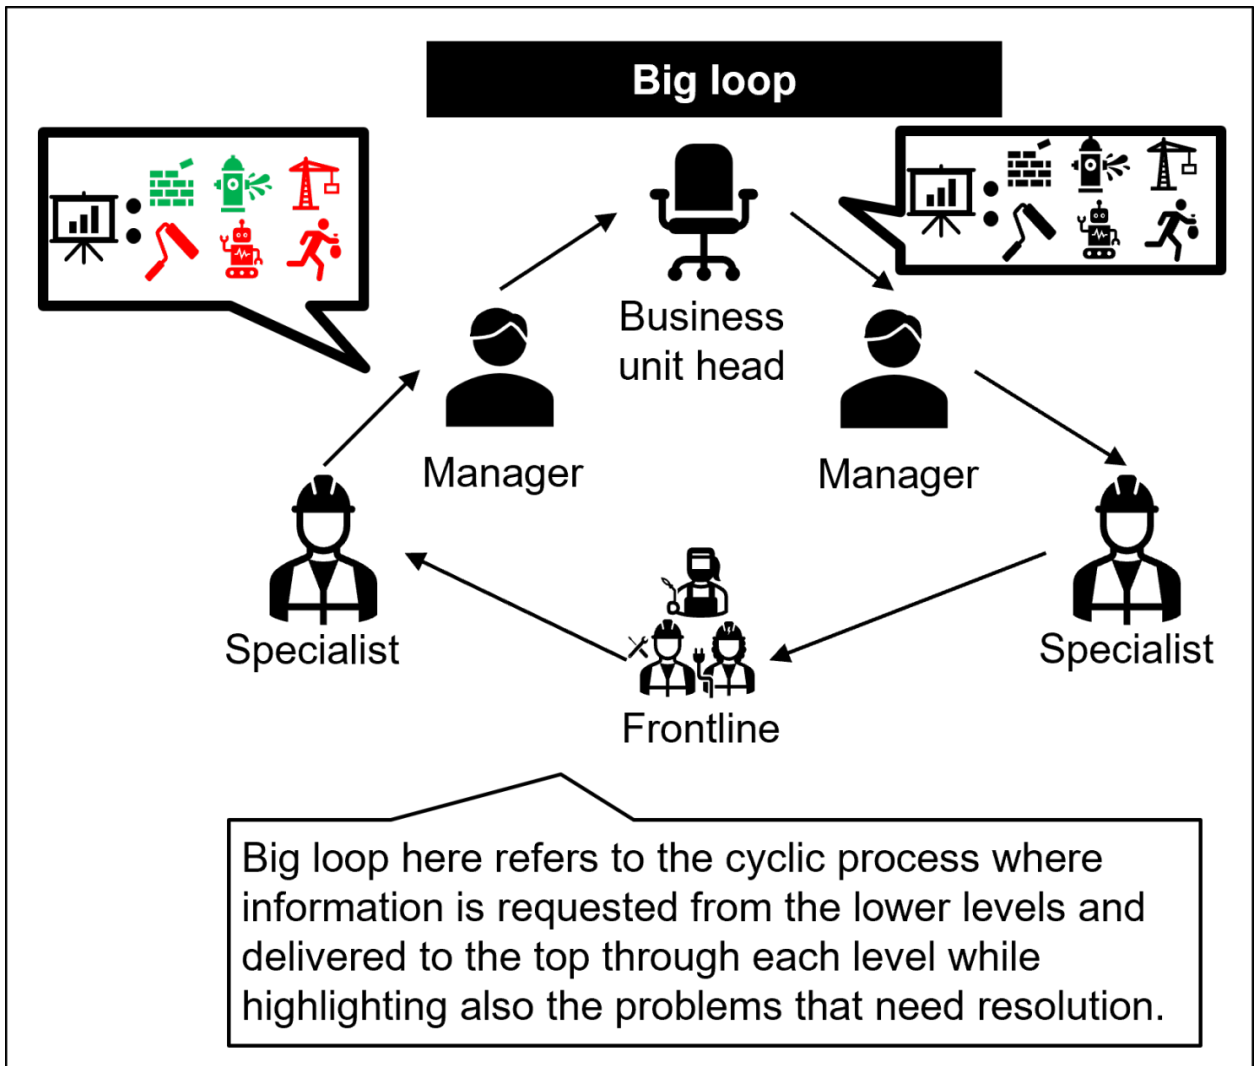 Big loop
Business
unit head
Manager
Manager
Specialist
Specialist
Frontline
Big loop here refers to the cyclic process where
information is requested from the lower levels and
delivered to the top through each level while
highlighting also the problems that need resolution.